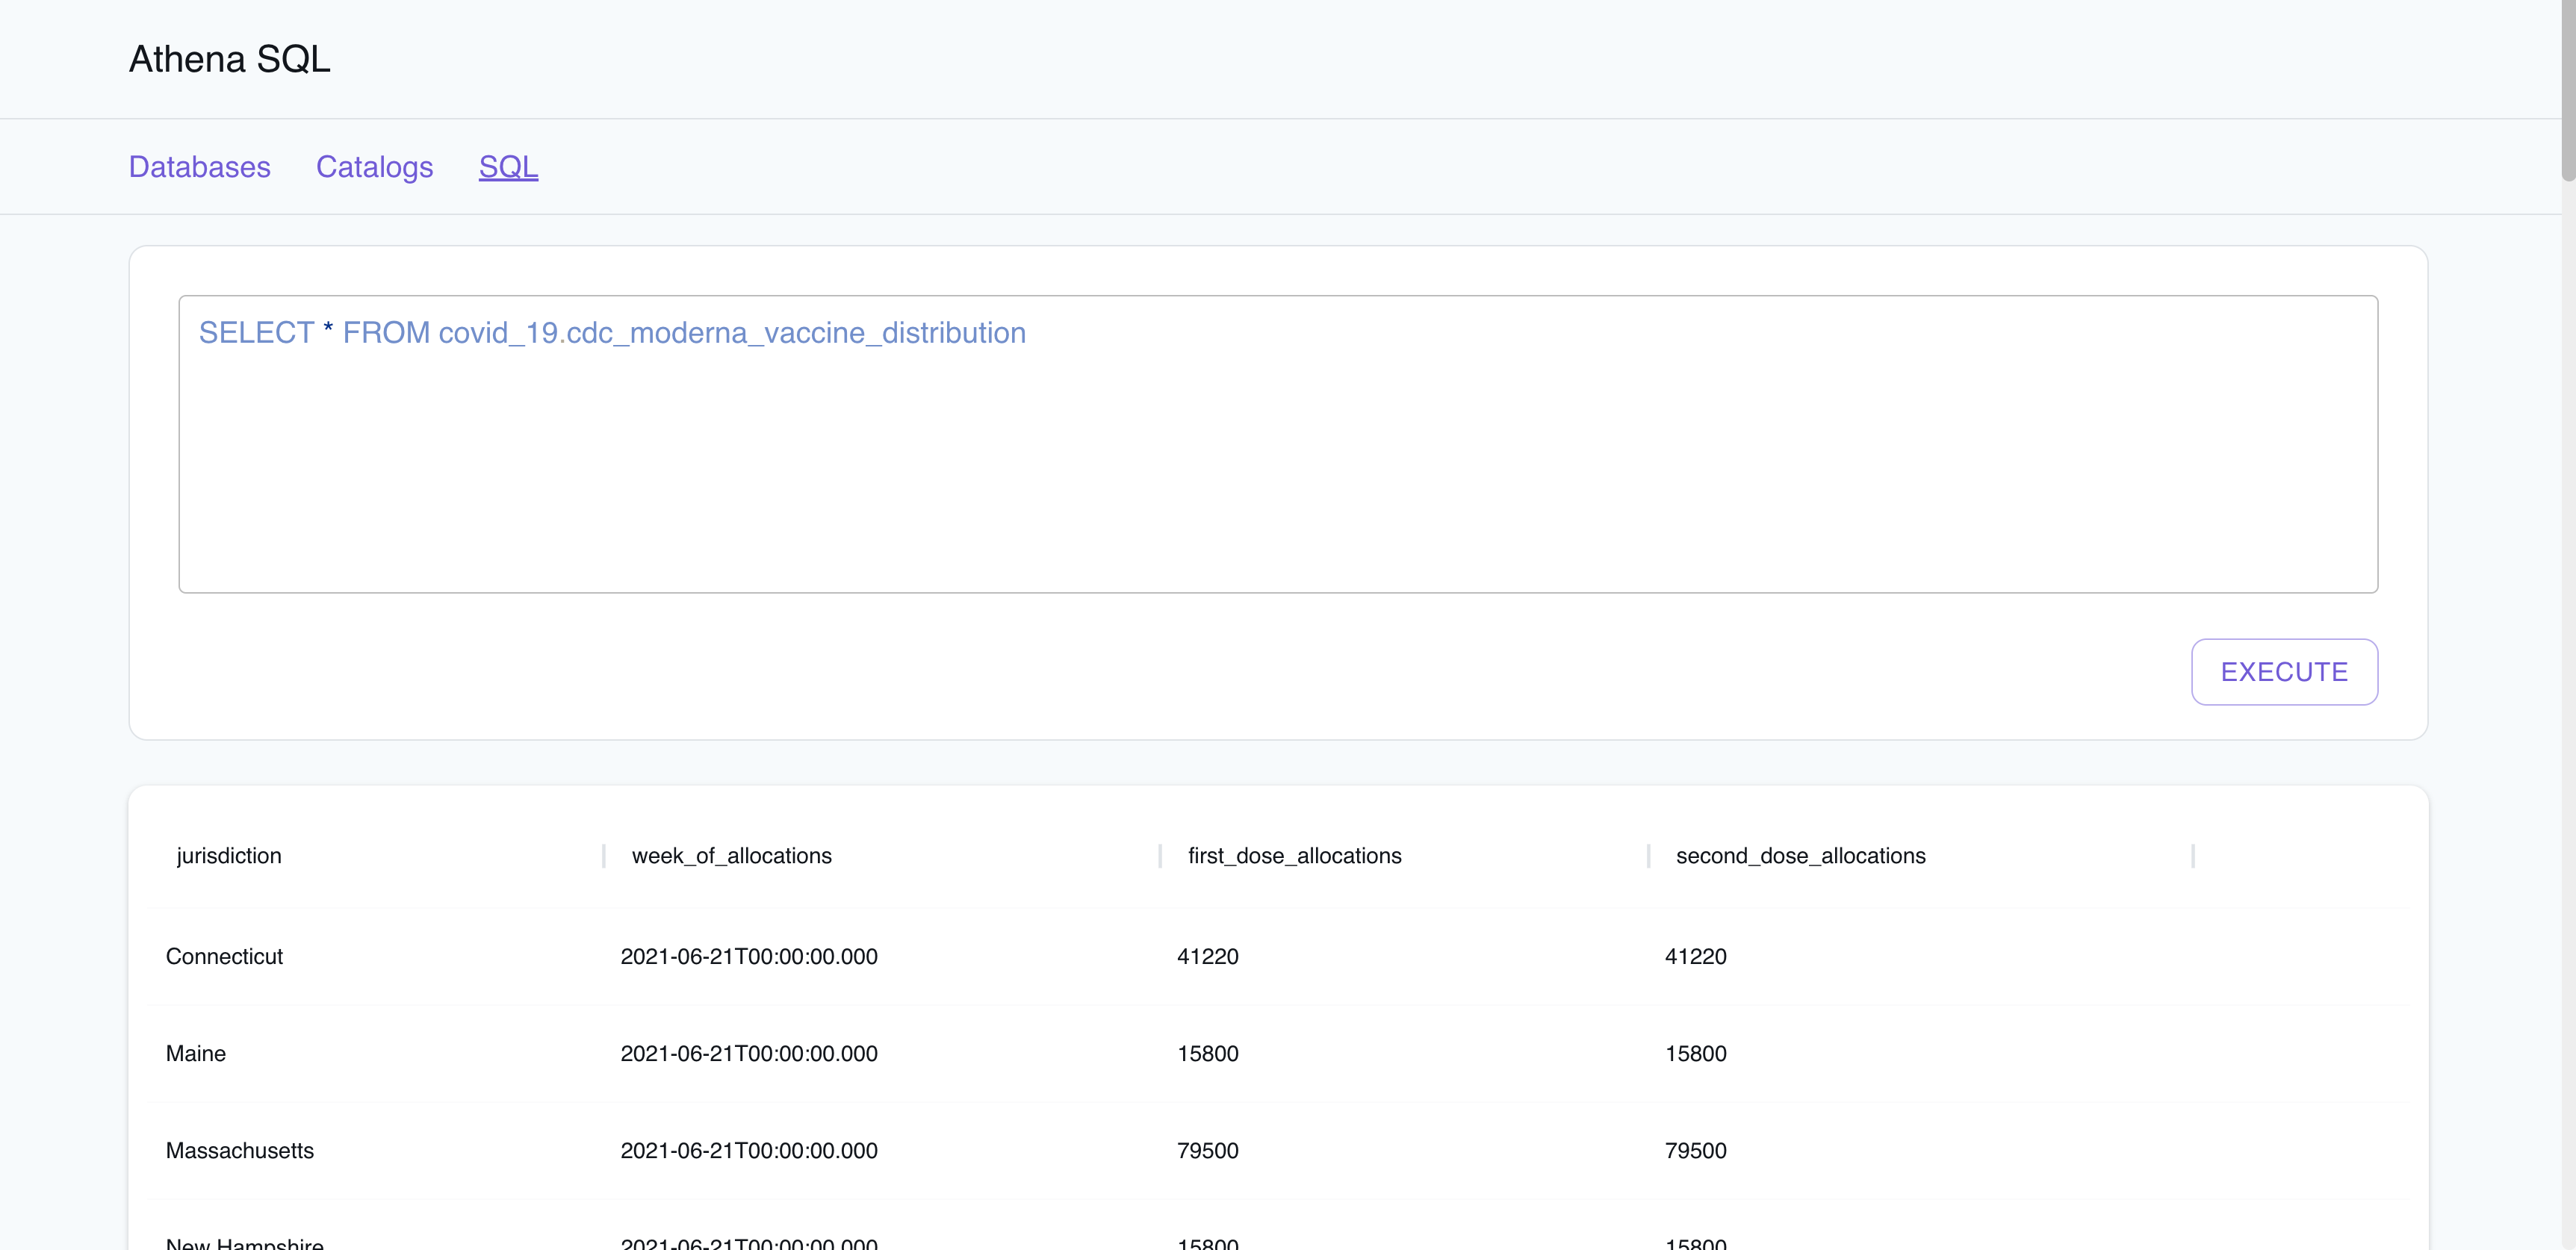 Athena SQL
Databases Catalogs SQL
SELECT * FROM covid_19.cdc_moderna_vaccine_distribution
EXECUTE
jurisdiction week_of_allocations first_dose_allocations second_dose_allocations
Connecticut 2021-06-21T00:00:00.000 41220 41220
Maine 2021-06-21T00:00:00.000 15800 15800
Massachusetts 2021-06-21T00:00:00.000 79500 79500
New Hampshire 2021-06-21T00:00:00.000 15800 15800